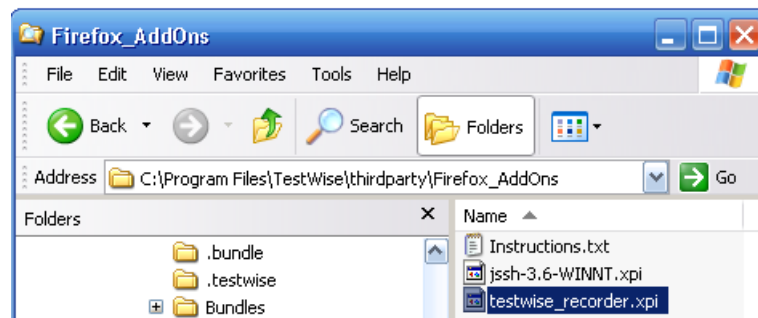 Firefox_AddOns
File Edit View Favorites Tools Help
Back Search Folders
Address C:\Program Files\TestWise\thirdparty\Firefox_AddOns Go
Folders Name
.bundle Instructions.txt
.testwise jssh-3.6-WINNT.xpi
Bundles testwise_recorder.xpi